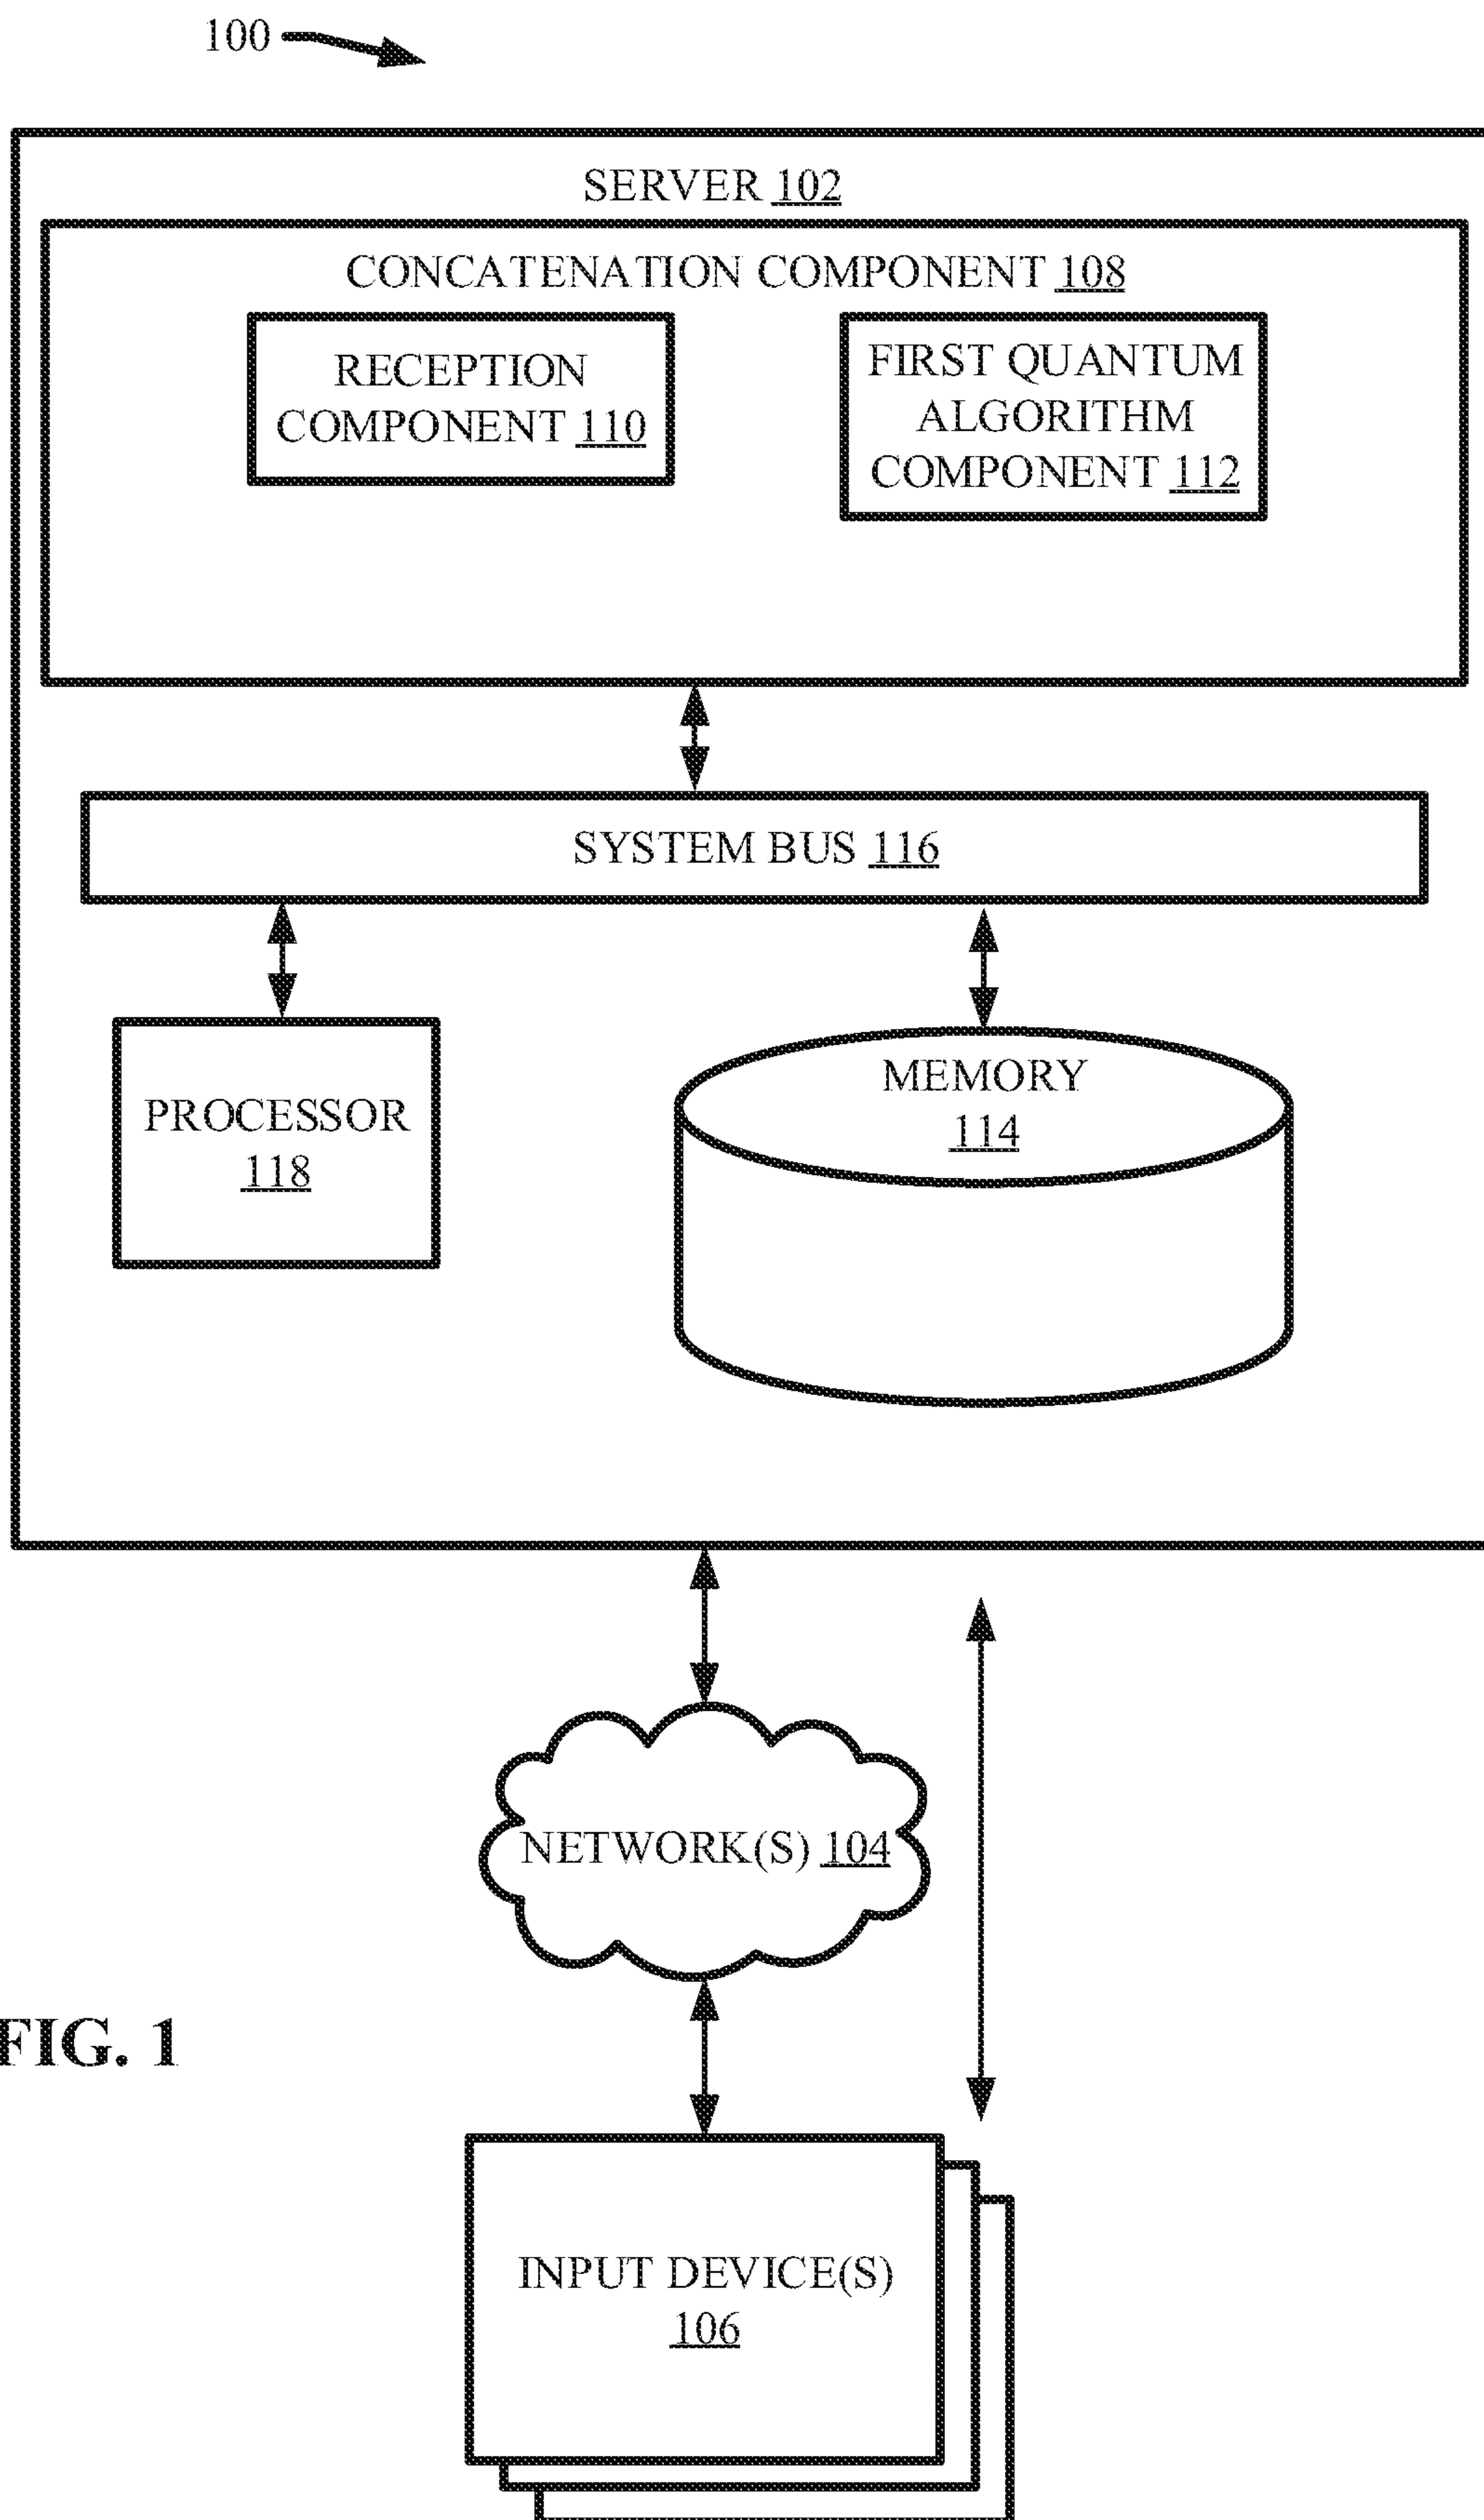 100
SERVER 102
CONCATENATION COMPONENT 108
RECEPTION
COMPONENT 110
FIRST QUANTUM
ALGORITHM
COMPONENT 112
SYSTEM BUS 116
PROCESSOR
118
MEMORY
114
NETWORK(S) 104
FIG. 1
INPUT DEVICE(S)
106